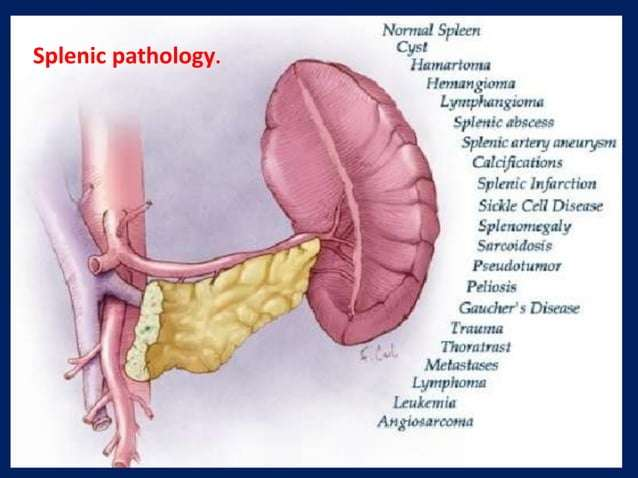 Splenic pathology.
Normal Spleen
Cyst
Hamartoma
Hemangioma
Lymphangioma
Splenic abscess
Splenic artery aneurysm
Calcifications
Splenic Infarction
Sickle Cell Disease
Splenomegaly
Sarcoidosis
Pseudotumor
Peliosis
Gaucher's Disease
Trauma
Thoratrast
Metastases
Lymphoma
Leukemia
Angiosarcoma